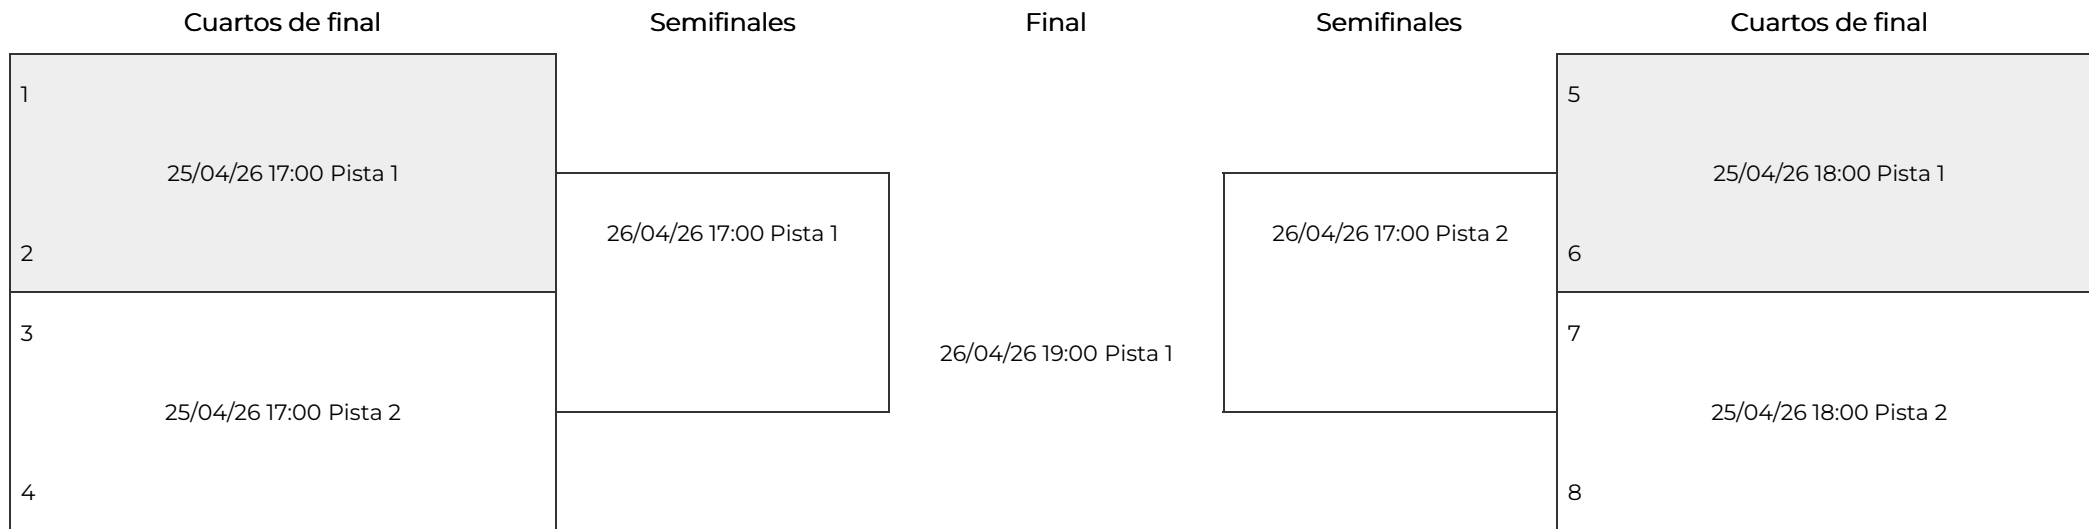 Cuartos de final Semifinales Final Semifinales Cuartos de final
1 5
25/04/26 17:00 Pista 1 25/04/26 18:00 Pista 1
26/04/26 17:00 Pista 1 26/04/26 17:00 Pista 2
2 6
3 7
26/04/26 19:00 Pista 1
25/04/26 17:00 Pista 2 25/04/26 18:00 Pista 2
4 8